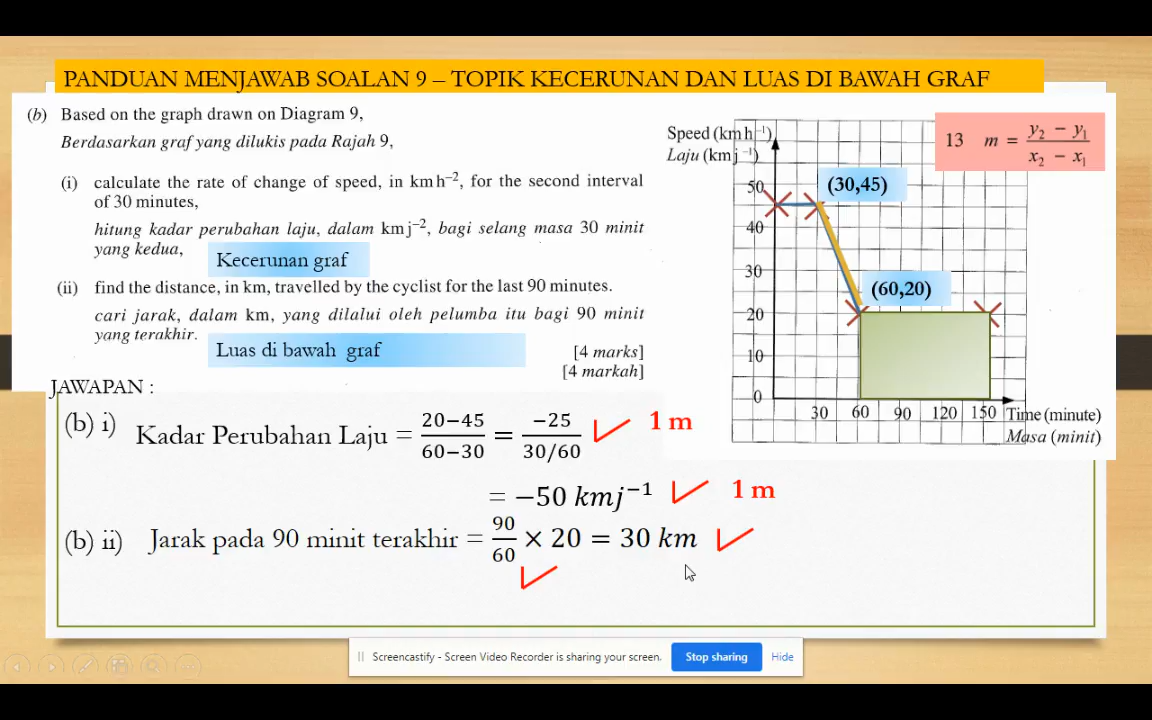 PANDUAN MENJAWAB SOALAN 9 – TOPIK KECERUNAN DAN LUAS DI BAWAH GRAF
(b) Based on the graph drawn on Diagram 9,
Berdasarkan graf yang dilukis pada Rajah 9,
(i) calculate the rate of change of speed, in km h⁻², for the second interval
of 30 minutes,
hitung kadar perubahan laju, dalam km j⁻², bagi selang masa 30 minit
yang kedua,
Kecerunan graf
(ii) find the distance, in km, travelled by the cyclist for the last 90 minutes.
cari jarak, dalam km, yang dilalui oleh pelumba itu bagi 90 minit
yang terakhir.
Luas di bawah graf
[4 marks]
[4 markah]
Speed (km h⁻¹)
Laju (km j⁻¹)
13 m = (y₂ − y₁)/(x₂ − x₁)
(30,45)
(60,20)
50
40
30
20
10
0
30 60 90 120 150 Time (minute)
Masa (minit)
JAWAPAN :
(b) i) Kadar Perubahan Laju = (20−45)/(60−30) = (−25)/(30/60) 1 m
= −50 kmj⁻¹ 1 m
(b) ii) Jarak pada 90 minit terakhir = 90/60 × 20 = 30 km
Screencastify - Screen Video Recorder is sharing your screen. Stop sharing Hide